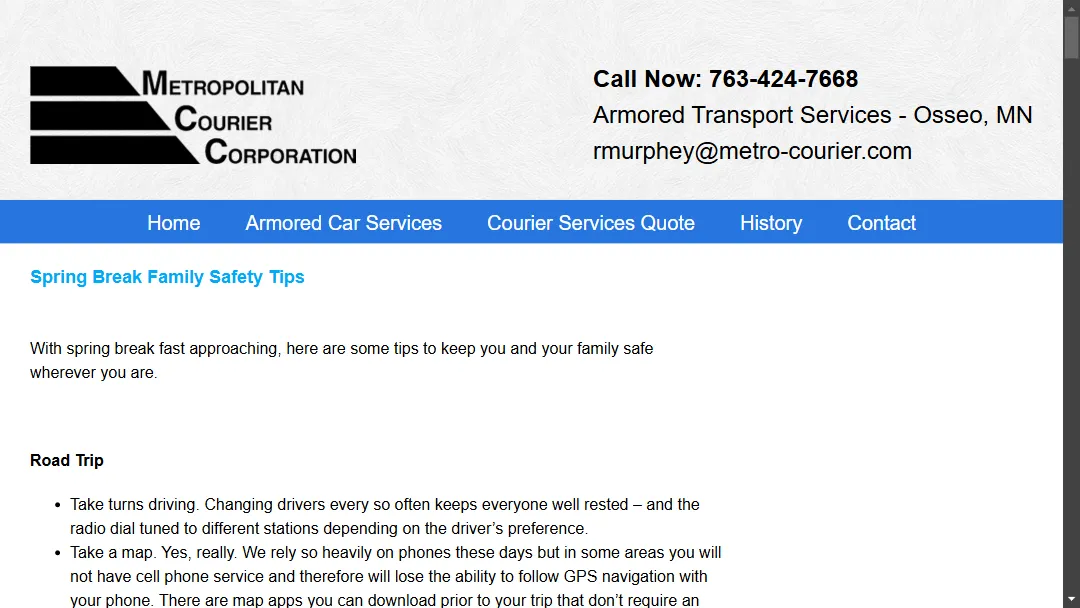 METROPOLITAN
COURIER
CORPORATION
Call Now: 763-424-7668
Armored Transport Services - Osseo, MN
rmurphey@metro-courier.com
Home Armored Car Services Courier Services Quote History Contact
Spring Break Family Safety Tips
With spring break fast approaching, here are some tips to keep you and your family safe
wherever you are.
Road Trip
• Take turns driving. Changing drivers every so often keeps everyone well rested – and the
radio dial tuned to different stations depending on the driver’s preference.
• Take a map. Yes, really. We rely so heavily on phones these days but in some areas you will
not have cell phone service and therefore will lose the ability to follow GPS navigation with
your phone. There are map apps you can download prior to your trip that don’t require an